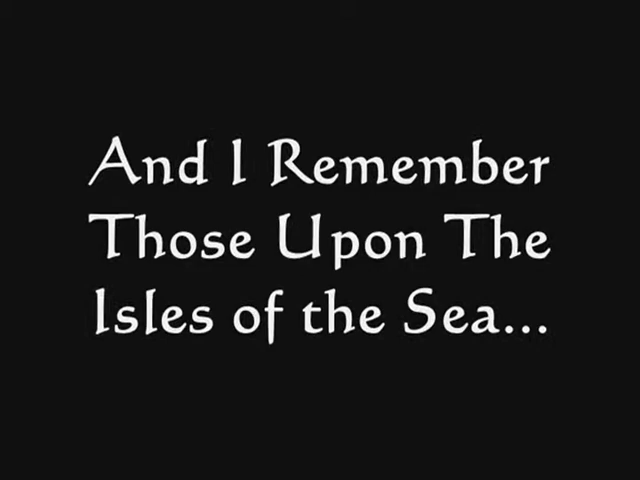 And I Remember
Those Upon The
Isles of the Sea...